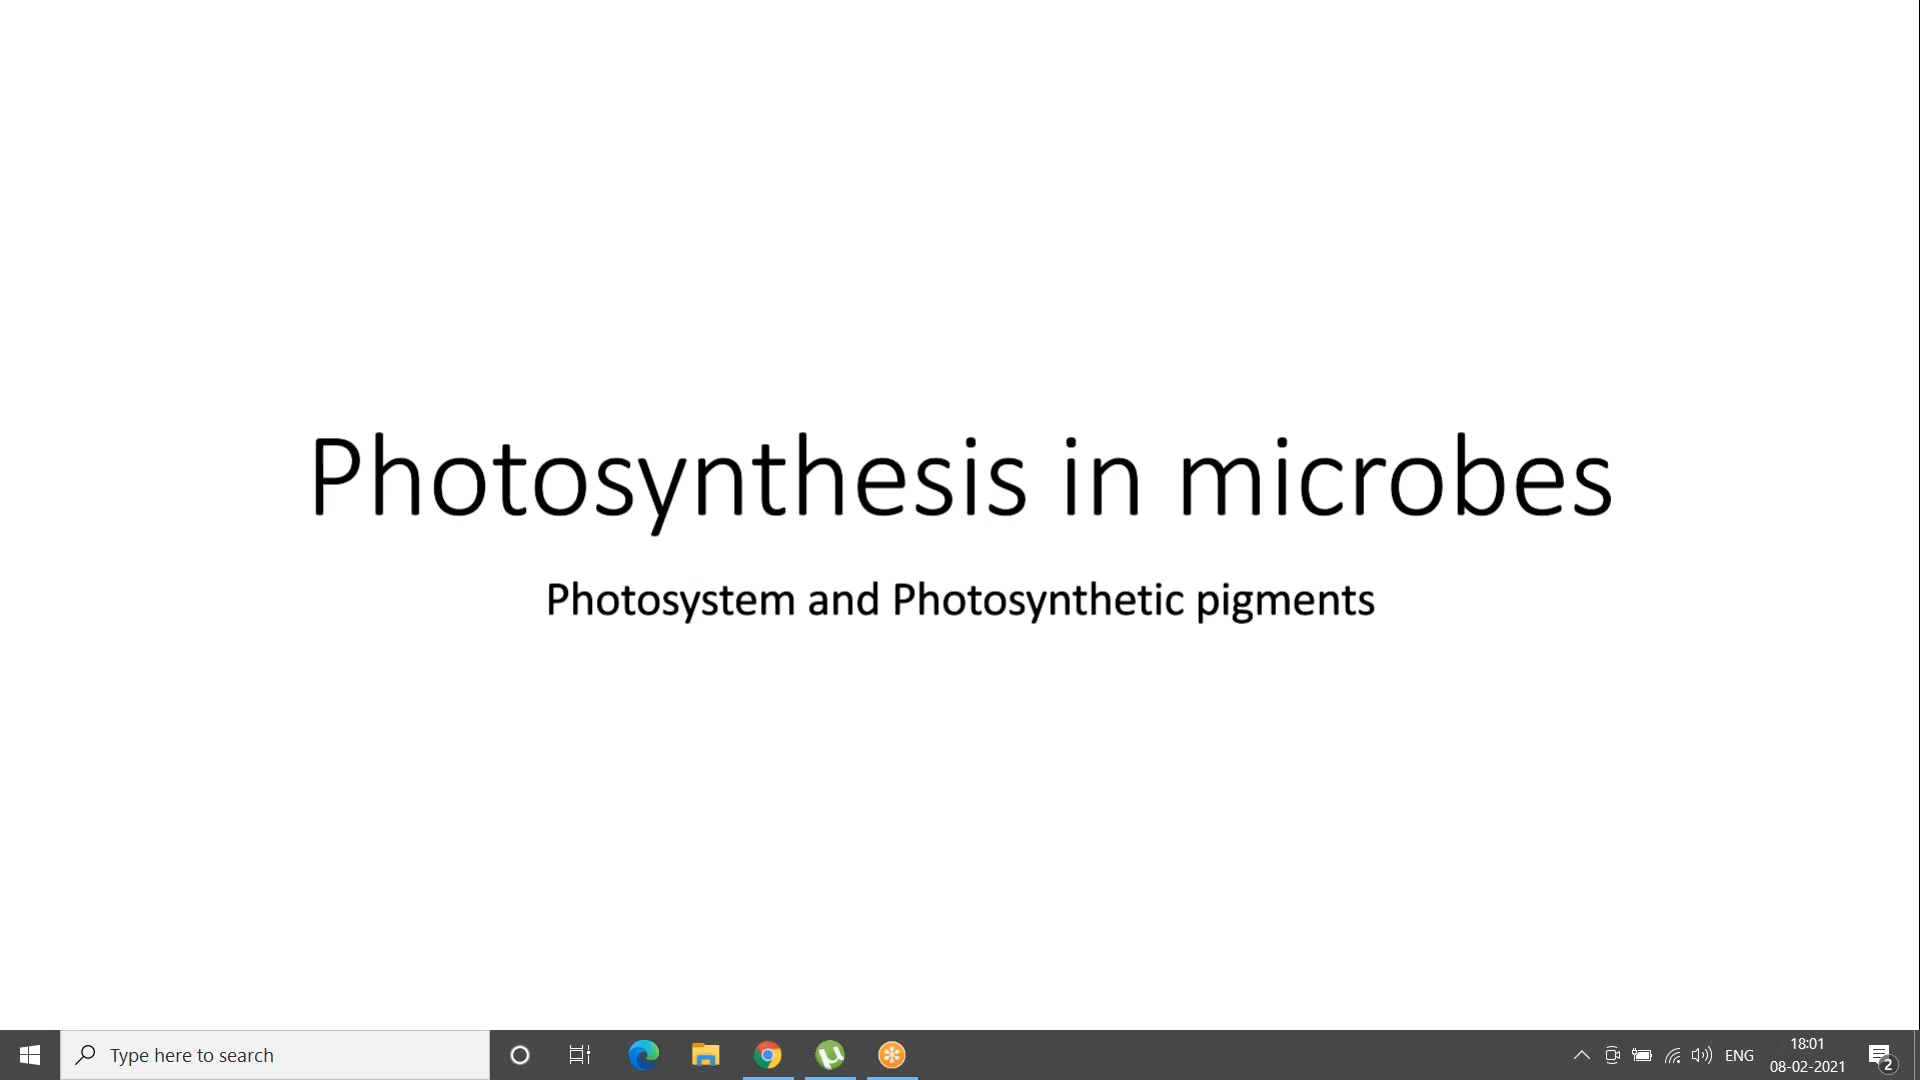 Photosynthesis in microbes
Photosystem and Photosynthetic pigments
Type here to search
ENG
18:01
08-02-2021
2